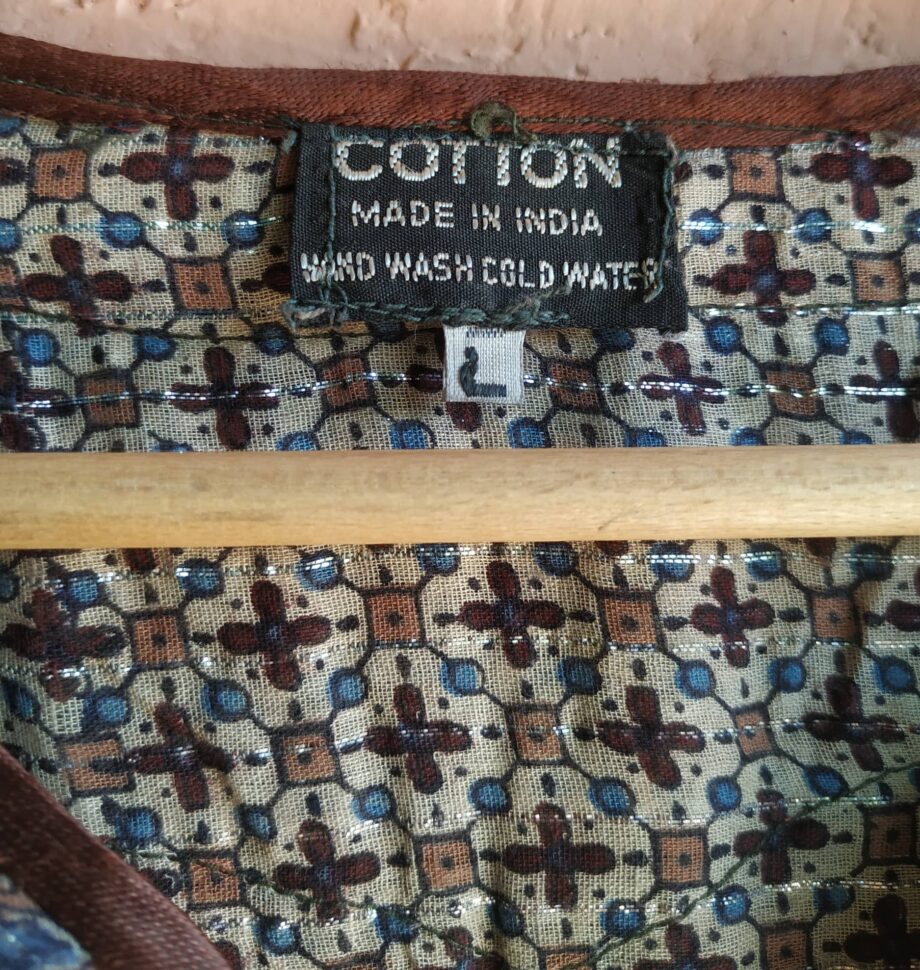 COTTON
MADE IN INDIA
HAND WASH COLD WATER
L